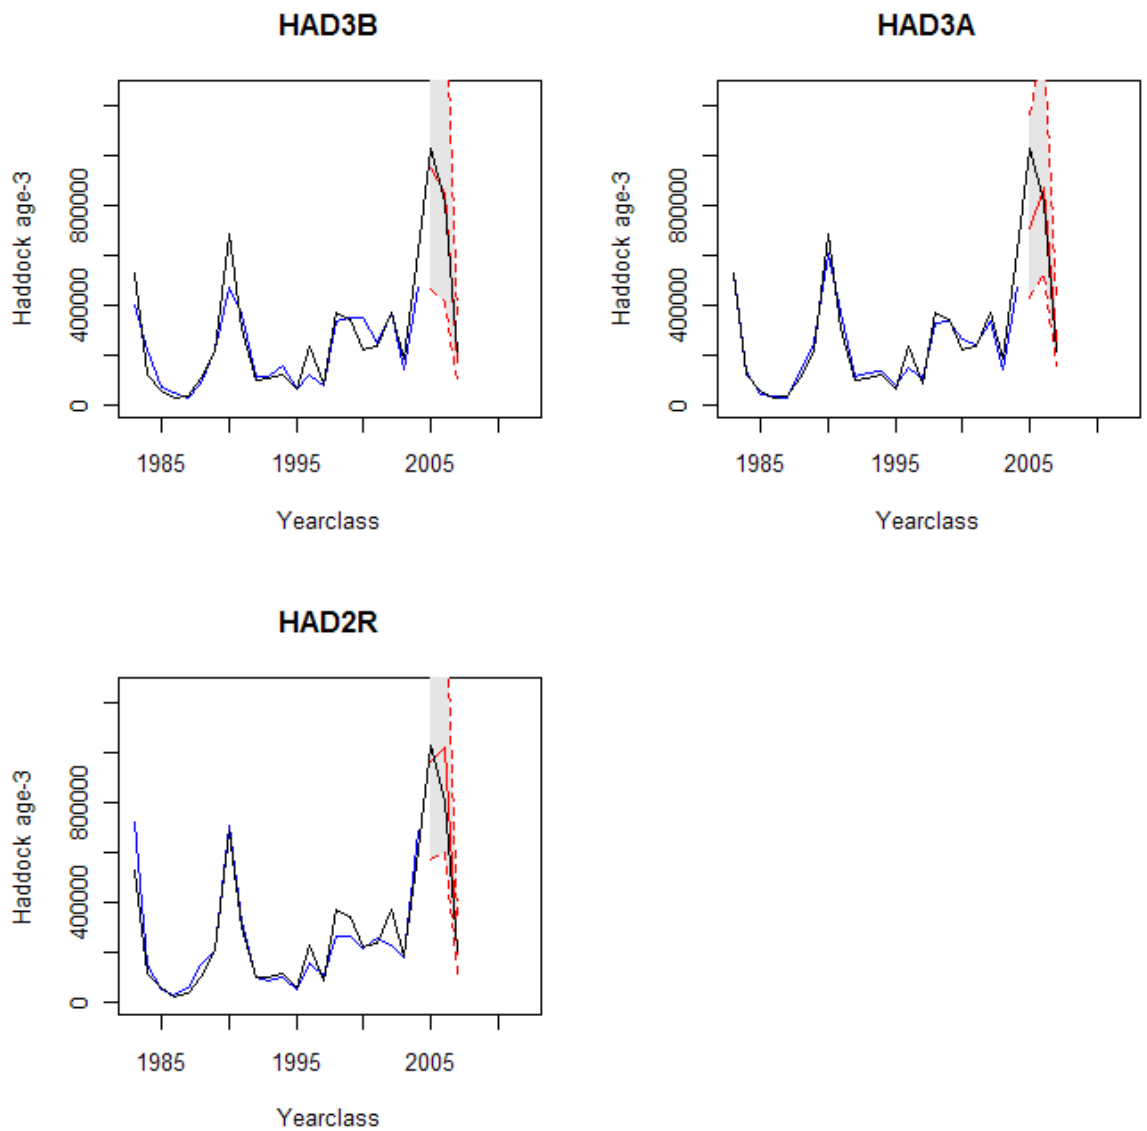 HAD3B
Haddock age-3
800000
400000
0
1985 1995 2005
Yearclass
HAD3A
Haddock age-3
800000
400000
0
1985 1995 2005
Yearclass
HAD2R
Haddock age-3
800000
400000
0
1985 1995 2005
Yearclass